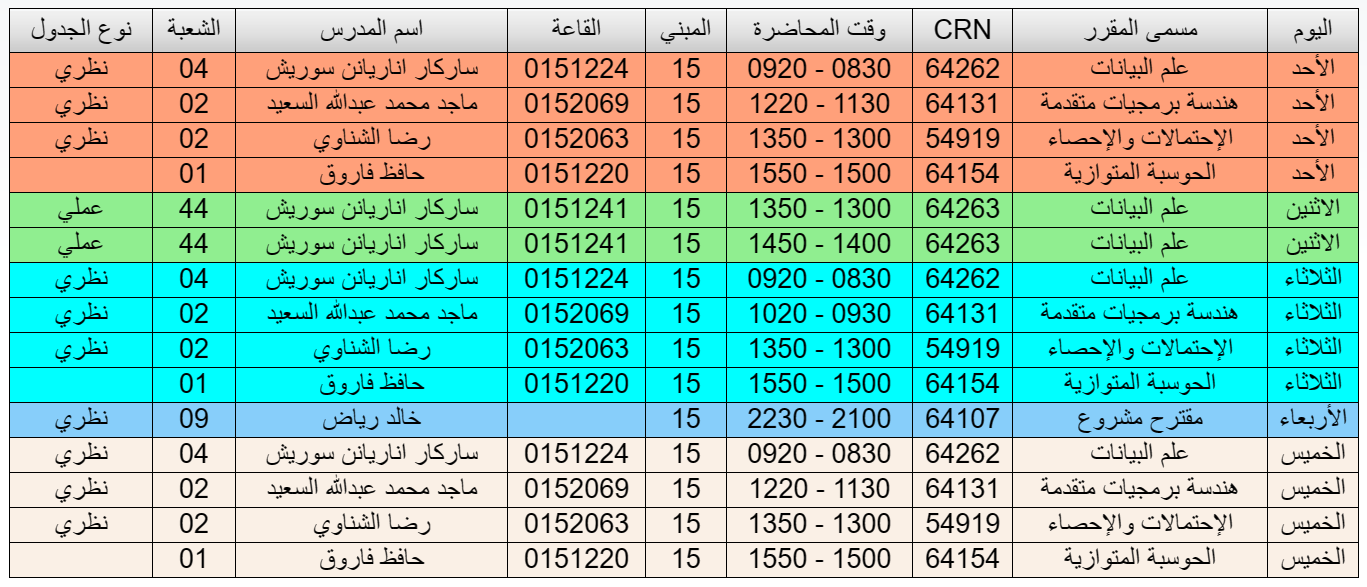 اليوم مسمى المقرر CRN وقت المحاضرة المبني القاعة اسم المدرس الشعبة نوع الجدول
الأحد علم البيانات 64262 0920 - 0830 15 0151224 ساركار اناريانن سوريش 04 نظري
الأحد هندسة برمجيات متقدمة 64131 1220 - 1130 15 0152069 ماجد محمد عبدالله السعيد 02 نظري
الأحد الإحتمالات والإحصاء 54919 1350 - 1300 15 0152063 رضا الشناوي 02 نظري
الأحد الحوسبة المتوازية 64154 1550 - 1500 15 0151220 حافظ فاروق 01
الاثنين علم البيانات 64263 1350 - 1300 15 0151241 ساركار اناريانن سوريش 44 عملي
الاثنين علم البيانات 64263 1450 - 1400 15 0151241 ساركار اناريانن سوريش 44 عملي
الثلاثاء علم البيانات 64262 0920 - 0830 15 0151224 ساركار اناريانن سوريش 04 نظري
الثلاثاء هندسة برمجيات متقدمة 64131 1020 - 0930 15 0152069 ماجد محمد عبدالله السعيد 02 نظري
الثلاثاء الإحتمالات والإحصاء 54919 1350 - 1300 15 0152063 رضا الشناوي 02 نظري
الثلاثاء الحوسبة المتوازية 64154 1550 - 1500 15 0151220 حافظ فاروق 01
الأربعاء مقترح مشروع 64107 2230 - 2100 15 خالد رياض 09 نظري
الخميس علم البيانات 64262 0920 - 0830 15 0151224 ساركار اناريانن سوريش 04 نظري
الخميس هندسة برمجيات متقدمة 64131 1220 - 1130 15 0152069 ماجد محمد عبدالله السعيد 02 نظري
الخميس الإحتمالات والإحصاء 54919 1350 - 1300 15 0152063 رضا الشناوي 02 نظري
الخميس الحوسبة المتوازية 64154 1550 - 1500 15 0151220 حافظ فاروق 01